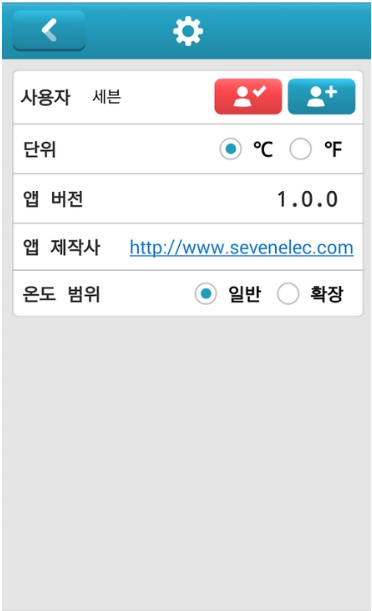 사용자 세븐
단위 ℃ ℉
앱 버전 1.0.0
앱 제작사 http://www.sevenelec.com
온도 범위 일반 확장